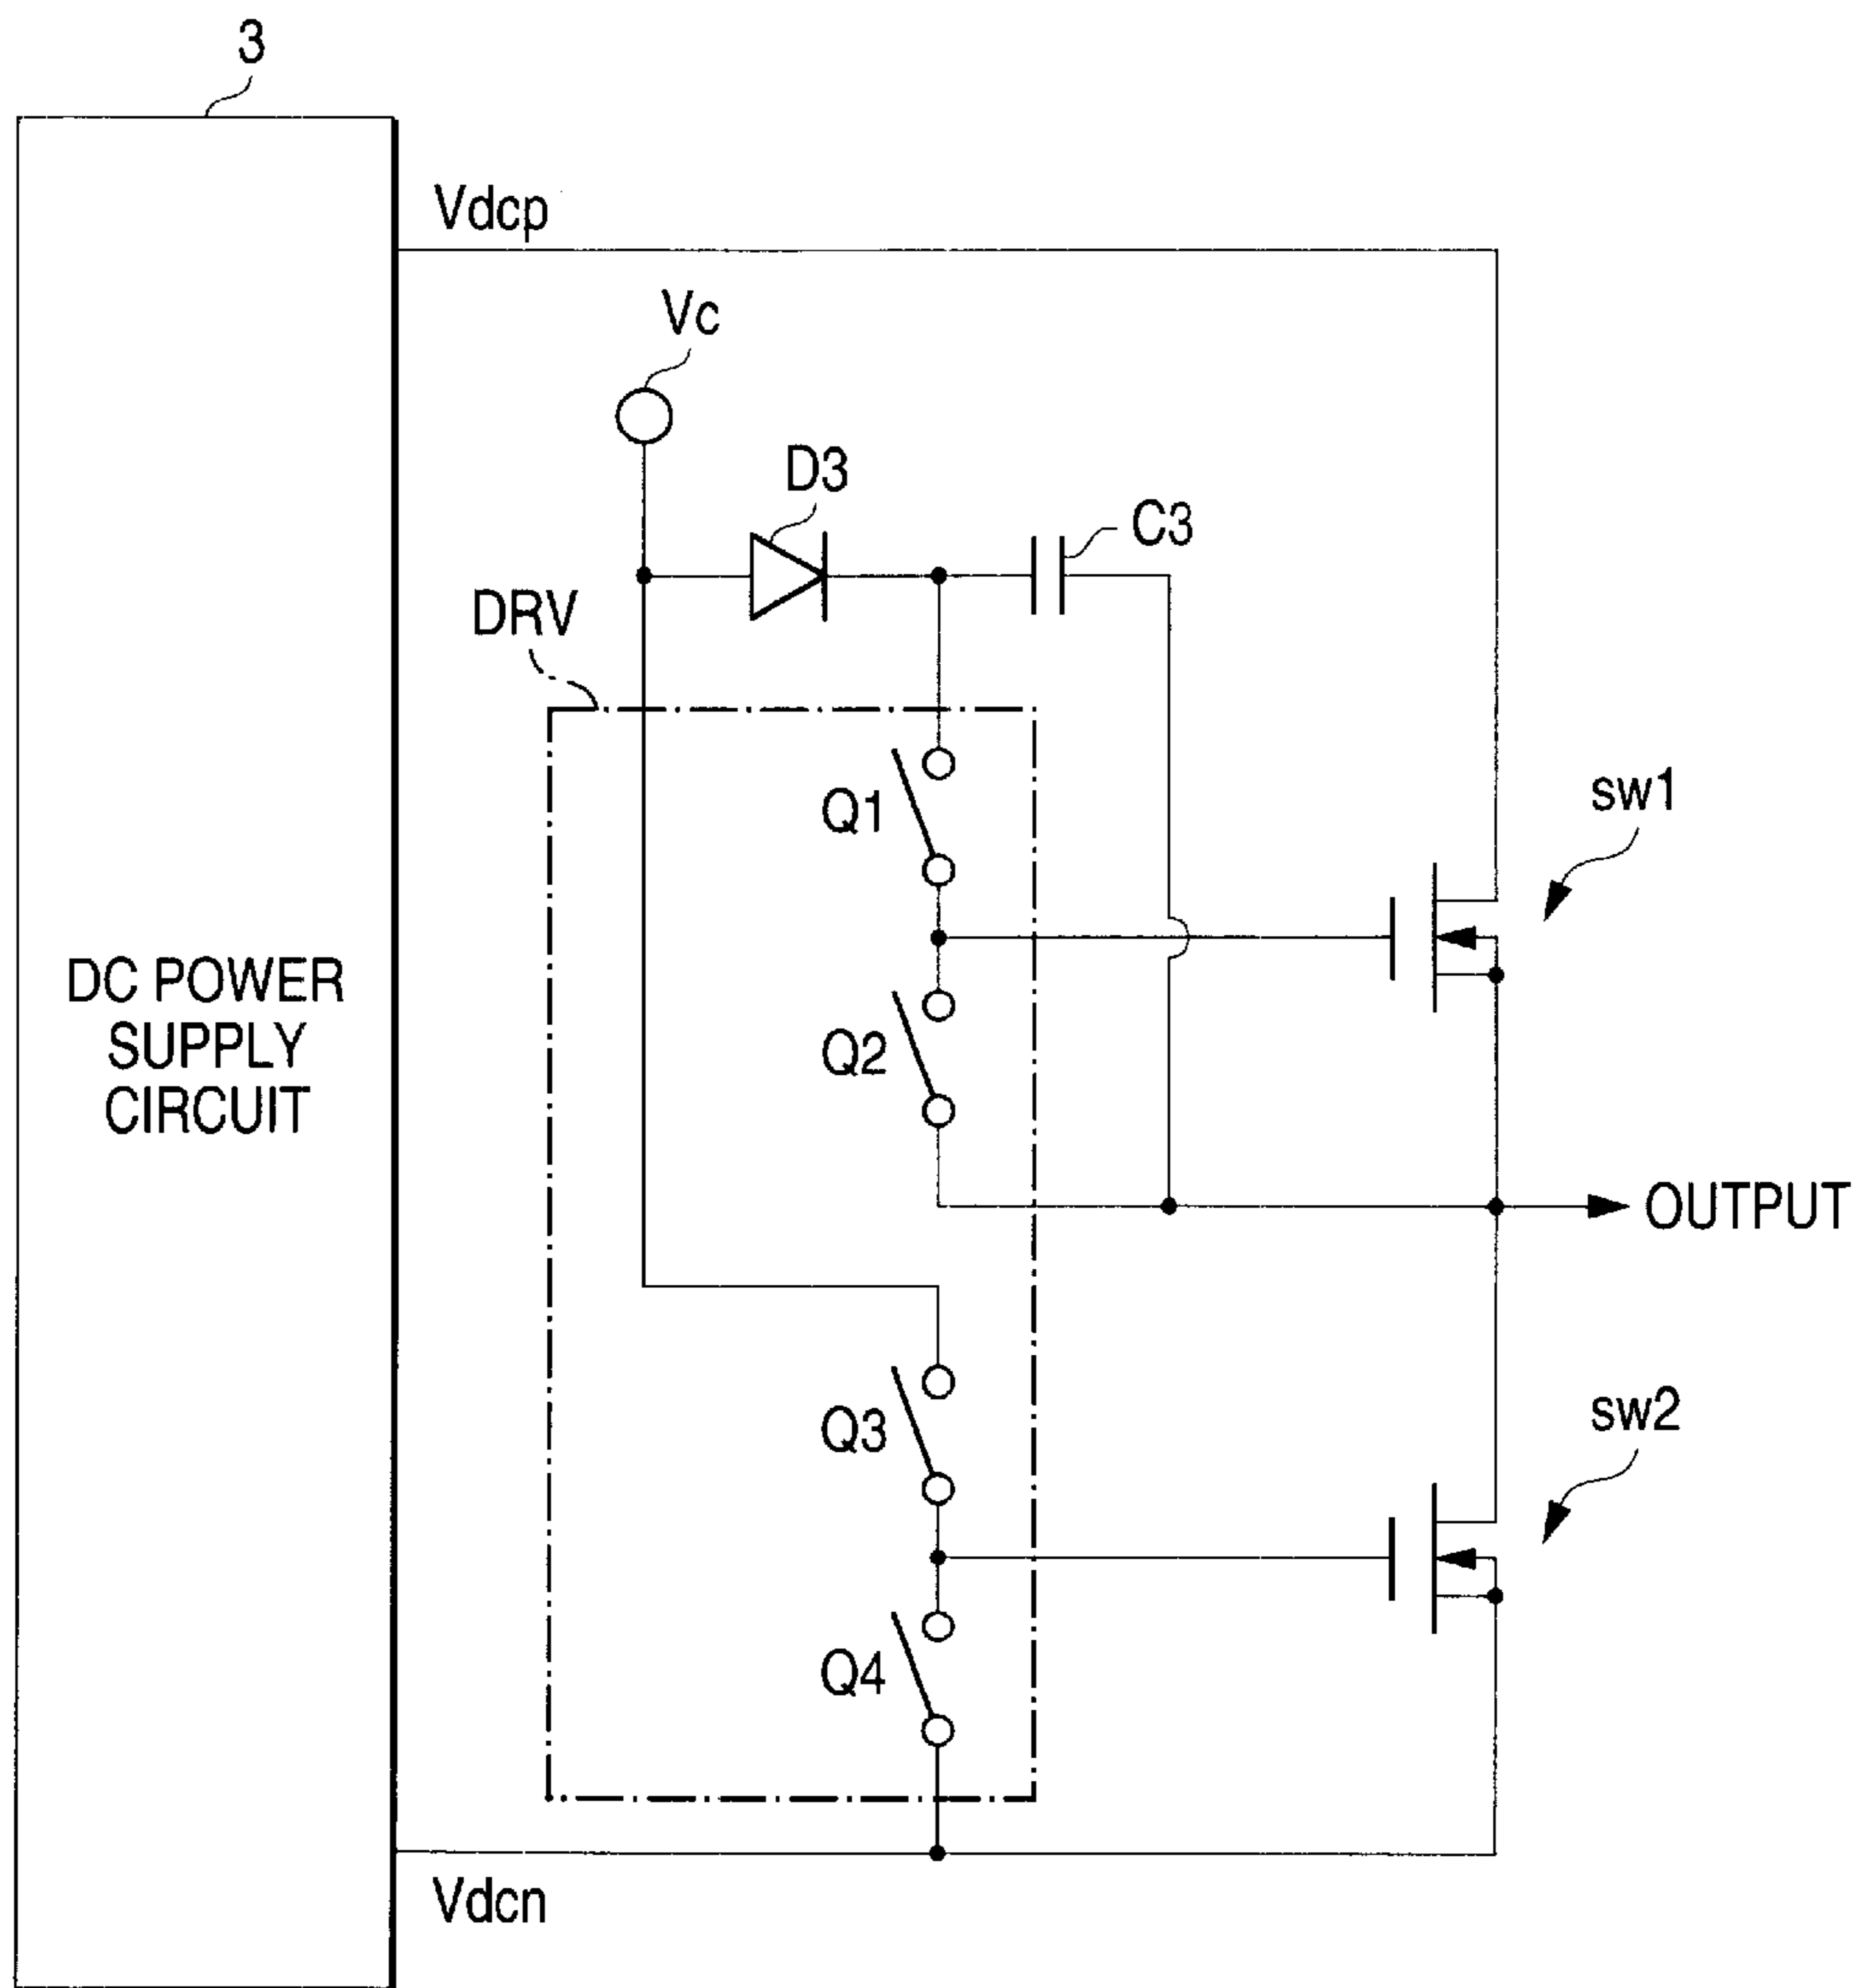 3
Vdcp
Vc
D3
C3
DRV
Q1
sw1
DC POWER
SUPPLY
CIRCUIT
Q2
OUTPUT
Q3
sw2
Q4
Vdcn